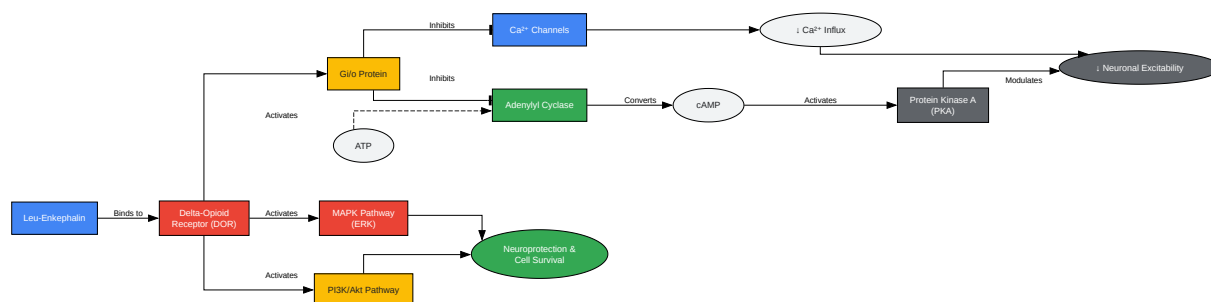 Inhibits
Ca²⁺ Channels
↓ Ca²⁺ Influx
Gi/o Protein
↓ Neuronal Excitability
Inhibits
Modulates
Adenylyl Cyclase
Converts
cAMP
Activates
Protein Kinase A
(PKA)
Activates
ATP
Leu-Enkephalin
Binds to
Delta-Opioid
Receptor (DOR)
Activates
MAPK Pathway
(ERK)
Neuroprotection &
Cell Survival
Activates
PI3K/Akt Pathway